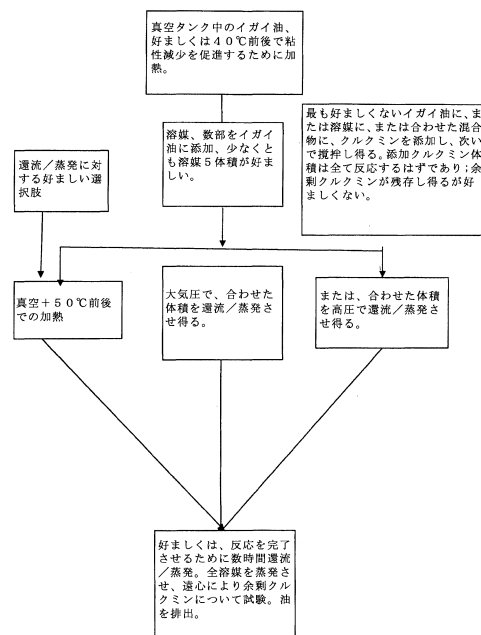 真空タンク中のイガイ油、
好ましくは４０℃前後で粘
性減少を促進するために加
熱。
溶媒、数部をイガイ
油に添加、少なくと
も溶媒５体積が好ま
しい。
最も好ましくないイガイ油に、ま
たは溶媒に、または合わせた混合
物に、クルクミンを添加し、次い
で撹拌し得る。添加クルクミン体
積は全て反応するはずであり；余
剰クルクミンが残存し得るが好
ましくない。
還流／蒸発に対
する好ましい選
択肢
真空＋５０℃前後
での加熱
大気圧で、合わせた
体積を還流／蒸発さ
せ得る。
または、合わせた体積
を高圧で還流／蒸発さ
せ得る。
好ましくは、反応を完了
させるために数時間還流
／蒸発。全溶媒を蒸発さ
せ、遠心により余剰クル
クミンについて試験。油
を排出。